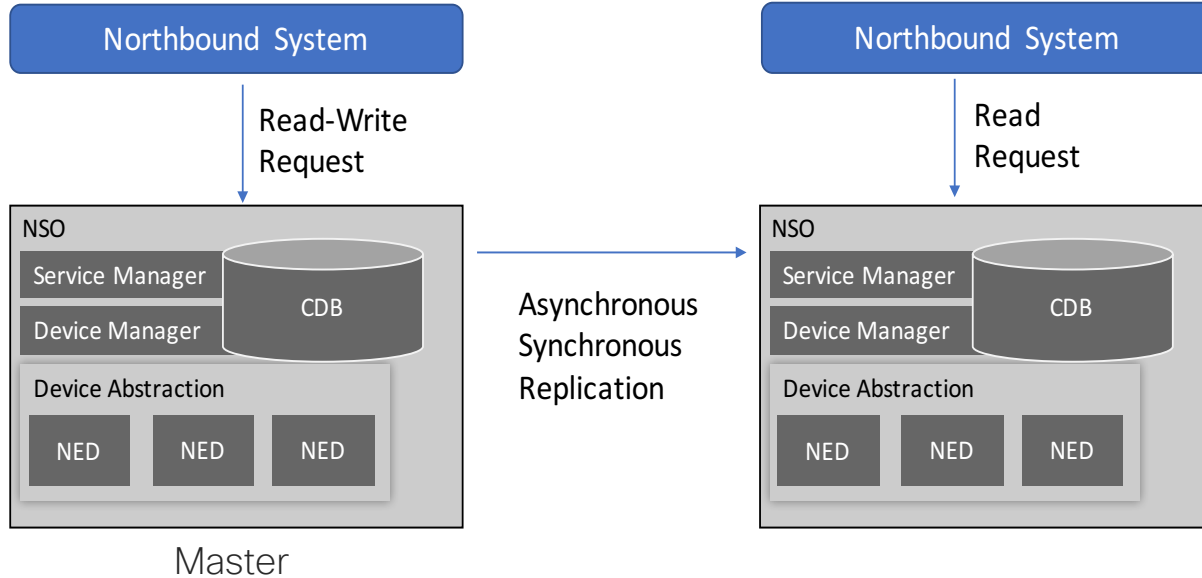 Northbound System
Read-Write
Request
NSO
Service Manager
Device Manager
CDB
Device Abstraction
NED
NED
NED
Master
Asynchronous
Synchronous
Replication
Northbound System
Read
Request
NSO
Service Manager
Device Manager
CDB
Device Abstraction
NED
NED
NED